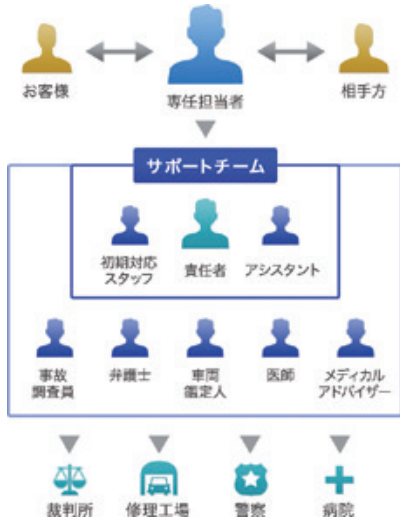 お客様
専任担当者
相手方
サポートチーム
初期対応
スタッフ
責任者
アシスタント
事故
調査員
弁護士
車両
鑑定人
医師
メディカル
アドバイザー
裁判所
修理工場
警察
病院